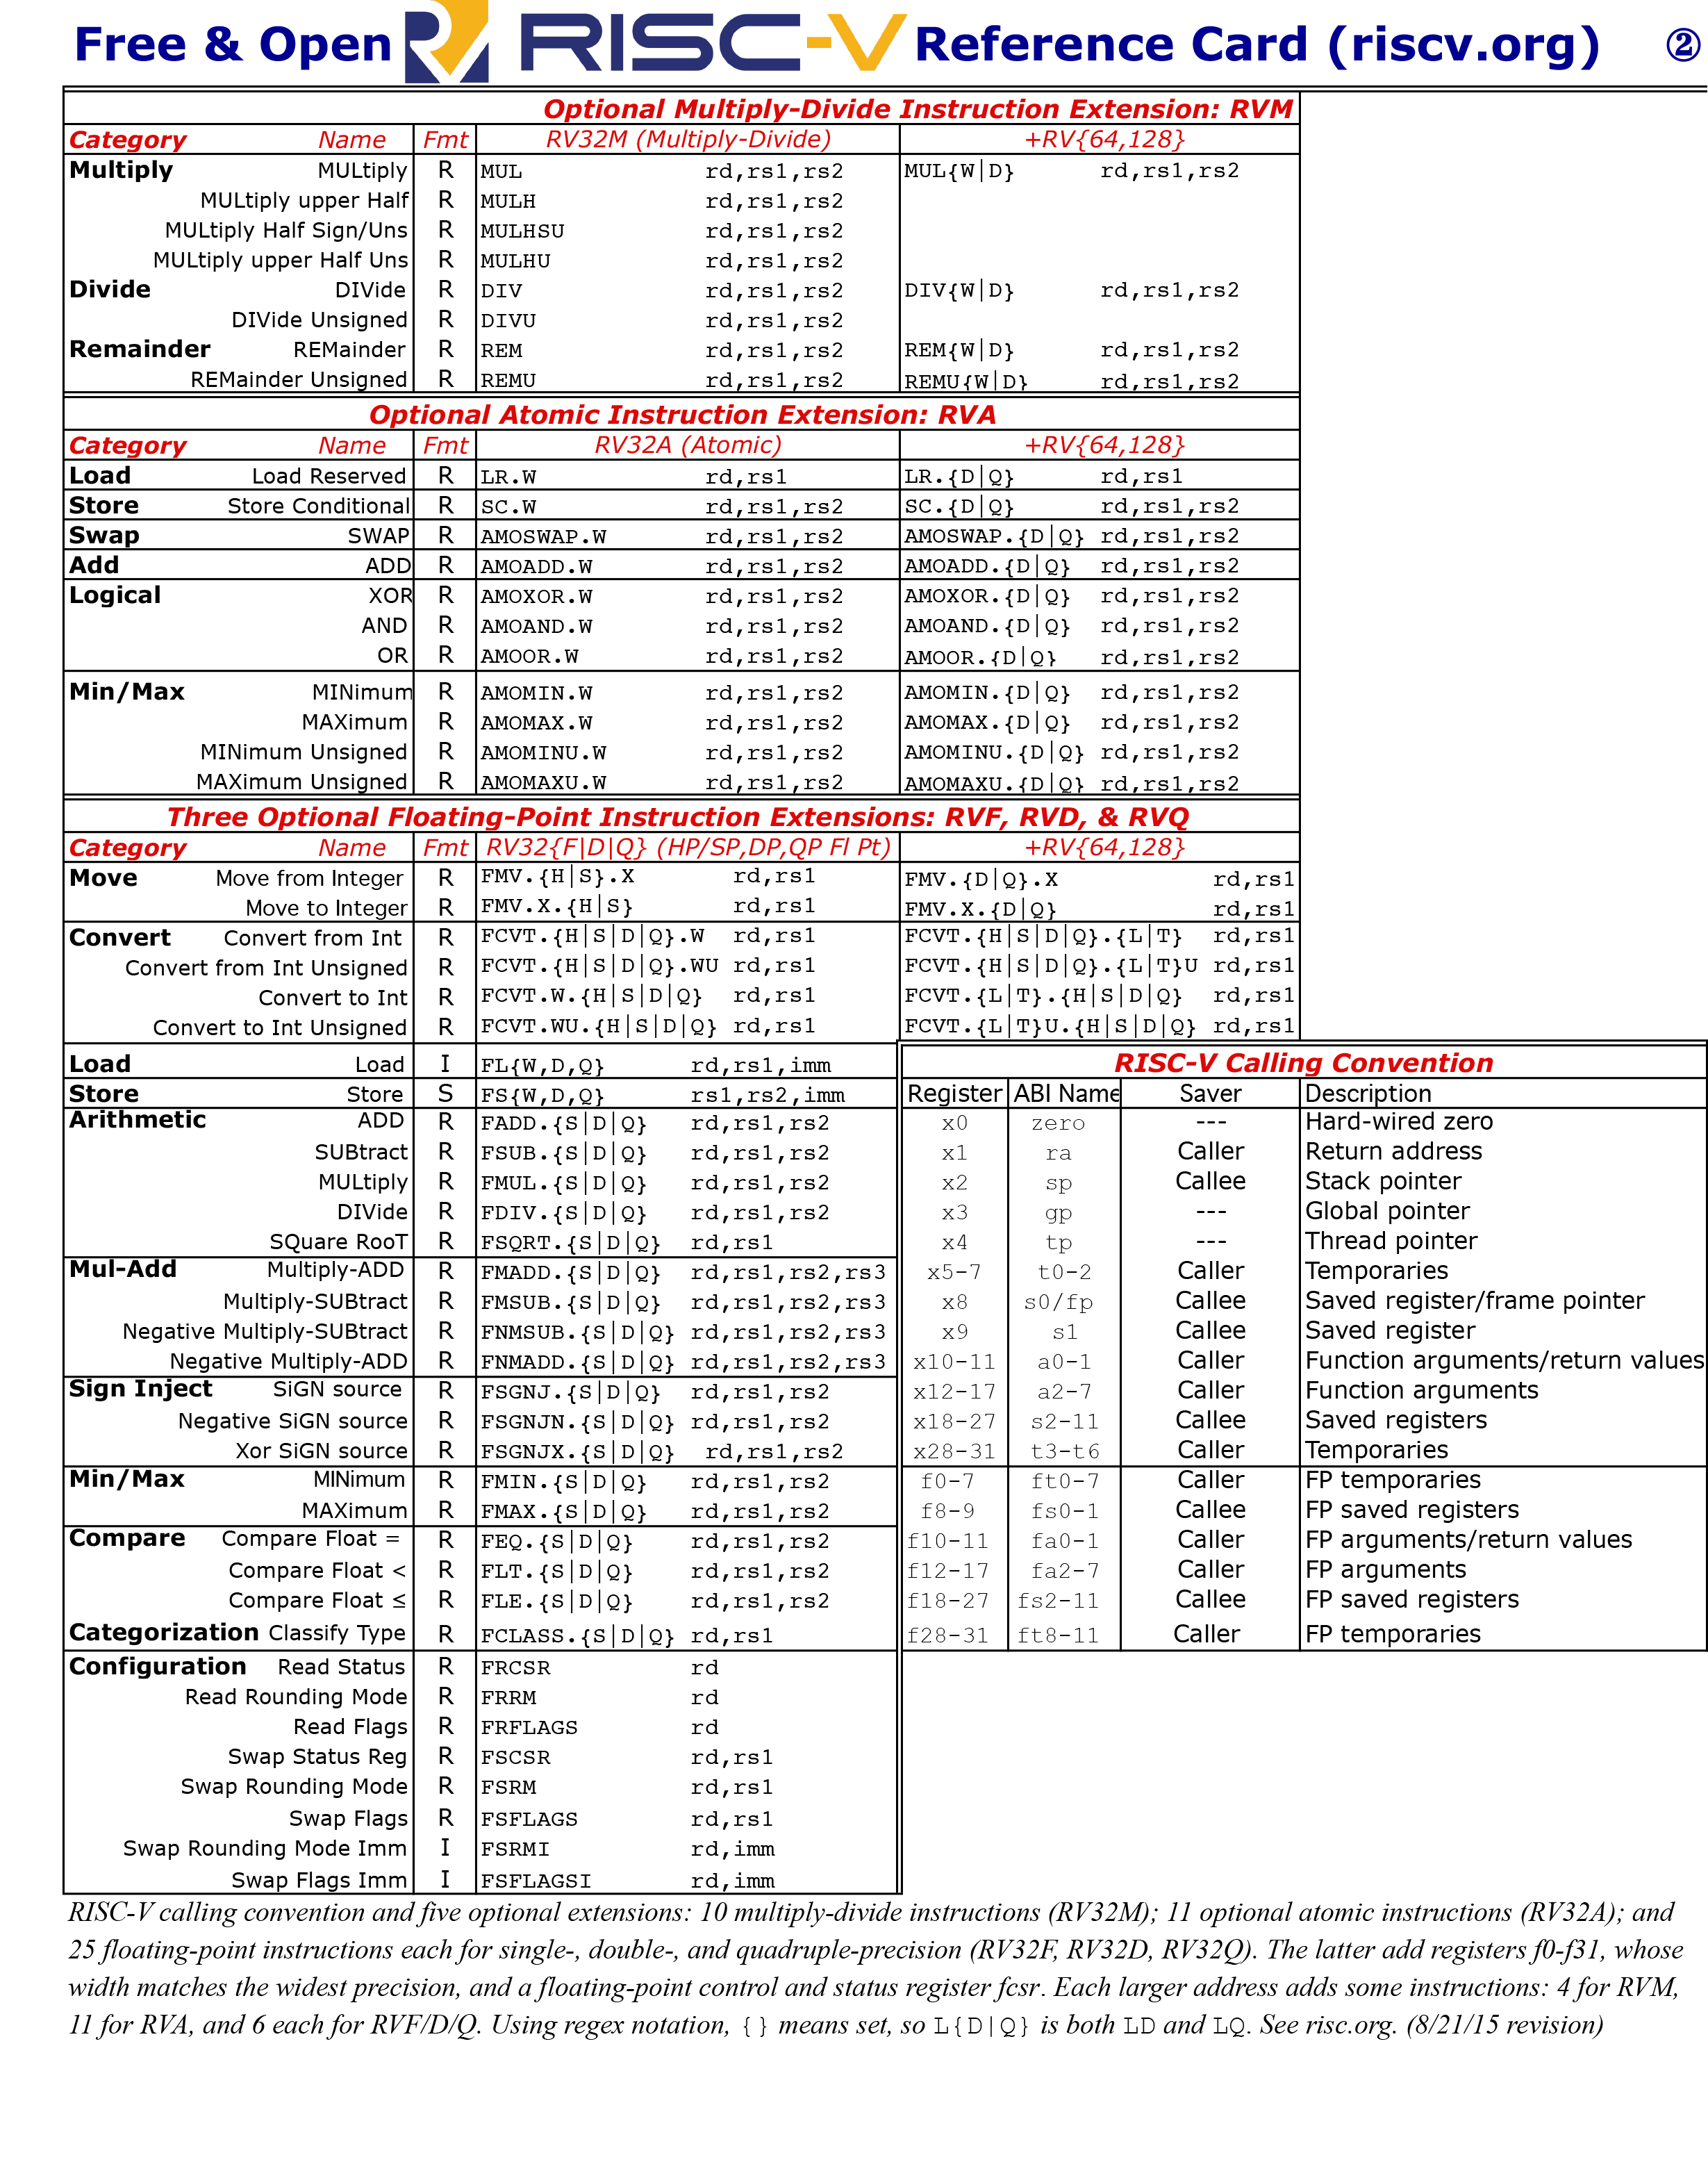 Free & Open RISC-V Reference Card (riscv.org) ②
Optional Multiply-Divide Instruction Extension: RVM
Category Name Fmt RV32M (Multiply-Divide) +RV{64,128}
Multiply MULtiply R MUL rd,rs1,rs2 MUL{W|D} rd,rs1,rs2
MULtiply upper Half R MULH rd,rs1,rs2
MULtiply Half Sign/Uns R MULHSU rd,rs1,rs2
MULtiply upper Half Uns R MULHU rd,rs1,rs2
Divide DIVide R DIV rd,rs1,rs2 DIV{W|D} rd,rs1,rs2
DIVide Unsigned R DIVU rd,rs1,rs2
Remainder REMainder R REM rd,rs1,rs2 REM{W|D} rd,rs1,rs2
REMainder Unsigned R REMU rd,rs1,rs2 REMU{W|D} rd,rs1,rs2
Optional Atomic Instruction Extension: RVA
Category Name Fmt RV32A (Atomic) +RV{64,128}
Load Load Reserved R LR.W rd,rs1 LR.{D|Q} rd,rs1
Store Store Conditional R SC.W rd,rs1,rs2 SC.{D|Q} rd,rs1,rs2
Swap SWAP R AMOSWAP.W rd,rs1,rs2 AMOSWAP.{D|Q} rd,rs1,rs2
Add ADD R AMOADD.W rd,rs1,rs2 AMOADD.{D|Q} rd,rs1,rs2
Logical XOR R AMOXOR.W rd,rs1,rs2 AMOXOR.{D|Q} rd,rs1,rs2
AND R AMOAND.W rd,rs1,rs2 AMOAND.{D|Q} rd,rs1,rs2
OR R AMOOR.W rd,rs1,rs2 AMOOR.{D|Q} rd,rs1,rs2
Min/Max MINimum R AMOMIN.W rd,rs1,rs2 AMOMIN.{D|Q} rd,rs1,rs2
MAXimum R AMOMAX.W rd,rs1,rs2 AMOMAX.{D|Q} rd,rs1,rs2
MINimum Unsigned R AMOMINU.W rd,rs1,rs2 AMOMINU.{D|Q} rd,rs1,rs2
MAXimum Unsigned R AMOMAXU.W rd,rs1,rs2 AMOMAXU.{D|Q} rd,rs1,rs2
Three Optional Floating-Point Instruction Extensions: RVF, RVD, & RVQ
Category Name Fmt RV32{F|D|Q} (HP/SP,DP,QP Fl Pt) +RV{64,128}
Move Move from Integer R FMV.{H|S}.X rd,rs1 FMV.{D|Q}.X rd,rs1
Move to Integer R FMV.X.{H|S} rd,rs1 FMV.X.{D|Q} rd,rs1
Convert Convert from Int R FCVT.{H|S|D|Q}.W rd,rs1 FCVT.{H|S|D|Q}.{L|T} rd,rs1
Convert from Int Unsigned R FCVT.{H|S|D|Q}.WU rd,rs1 FCVT.{H|S|D|Q}.{L|T}U rd,rs1
Convert to Int R FCVT.W.{H|S|D|Q} rd,rs1 FCVT.{L|T}.{H|S|D|Q} rd,rs1
Convert to Int Unsigned R FCVT.WU.{H|S|D|Q} rd,rs1 FCVT.{L|T}U.{H|S|D|Q} rd,rs1
Load Load I FL{W,D,Q} rd,rs1,imm
Store Store S FS{W,D,Q} rs1,rs2,imm
Arithmetic ADD R FADD.{S|D|Q} rd,rs1,rs2
SUBtract R FSUB.{S|D|Q} rd,rs1,rs2
MULtiply R FMUL.{S|D|Q} rd,rs1,rs2
DIVide R FDIV.{S|D|Q} rd,rs1,rs2
SQuare RooT R FSQRT.{S|D|Q} rd,rs1
Mul-Add Multiply-ADD R FMADD.{S|D|Q} rd,rs1,rs2,rs3
Multiply-SUBtract R FMSUB.{S|D|Q} rd,rs1,rs2,rs3
Negative Multiply-SUBtract R FNMSUB.{S|D|Q} rd,rs1,rs2,rs3
Negative Multiply-ADD R FNMADD.{S|D|Q} rd,rs1,rs2,rs3
Sign Inject SiGN source R FSGNJ.{S|D|Q} rd,rs1,rs2
Negative SiGN source R FSGNJN.{S|D|Q} rd,rs1,rs2
Xor SiGN source R FSGNJX.{S|D|Q} rd,rs1,rs2
Min/Max MINimum R FMIN.{S|D|Q} rd,rs1,rs2
MAXimum R FMAX.{S|D|Q} rd,rs1,rs2
Compare Compare Float = R FEQ.{S|D|Q} rd,rs1,rs2
Compare Float < R FLT.{S|D|Q} rd,rs1,rs2
Compare Float ≤ R FLE.{S|D|Q} rd,rs1,rs2
Categorization Classify Type R FCLASS.{S|D|Q} rd,rs1
Configuration Read Status R FRCSR rd
Read Rounding Mode R FRRM rd
Read Flags R FRFLAGS rd
Swap Status Reg R FSCSR rd,rs1
Swap Rounding Mode R FSRM rd,rs1
Swap Flags R FSFLAGS rd,rs1
Swap Rounding Mode Imm I FSRMI rd,imm
Swap Flags Imm I FSFLAGSI rd,imm
RISC-V Calling Convention
Register ABI Name Saver Description
x0 zero --- Hard-wired zero
x1 ra Caller Return address
x2 sp Callee Stack pointer
x3 gp --- Global pointer
x4 tp --- Thread pointer
x5-7 t0-2 Caller Temporaries
x8 s0/fp Callee Saved register/frame pointer
x9 s1 Callee Saved register
x10-11 a0-1 Caller Function arguments/return values
x12-17 a2-7 Caller Function arguments
x18-27 s2-11 Callee Saved registers
x28-31 t3-t6 Caller Temporaries
f0-7 ft0-7 Caller FP temporaries
f8-9 fs0-1 Callee FP saved registers
f10-11 fa0-1 Caller FP arguments/return values
f12-17 fa2-7 Caller FP arguments
f18-27 fs2-11 Callee FP saved registers
f28-31 ft8-11 Caller FP temporaries
RISC-V calling convention and five optional extensions: 10 multiply-divide instructions (RV32M); 11 optional atomic instructions (RV32A); and
25 floating-point instructions each for single-, double-, and quadruple-precision (RV32F, RV32D, RV32Q). The latter add registers f0-f31, whose
width matches the widest precision, and a floating-point control and status register fcsr. Each larger address adds some instructions: 4 for RVM,
11 for RVA, and 6 each for RVF/D/Q. Using regex notation, {} means set, so L{D|Q} is both LD and LQ. See risc.org. (8/21/15 revision)